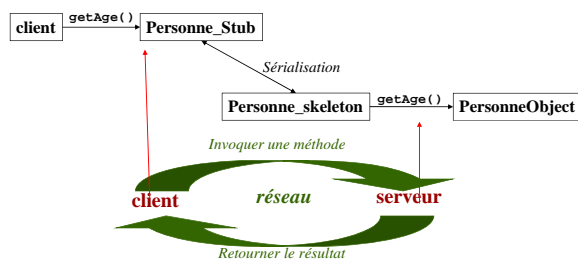 getAge()
client
Personne_Stub
Sérialisation
Personne_skeleton
getAge()
PersonneObject
Invoquer une méthode
client
réseau
serveur
Retourner le résultat